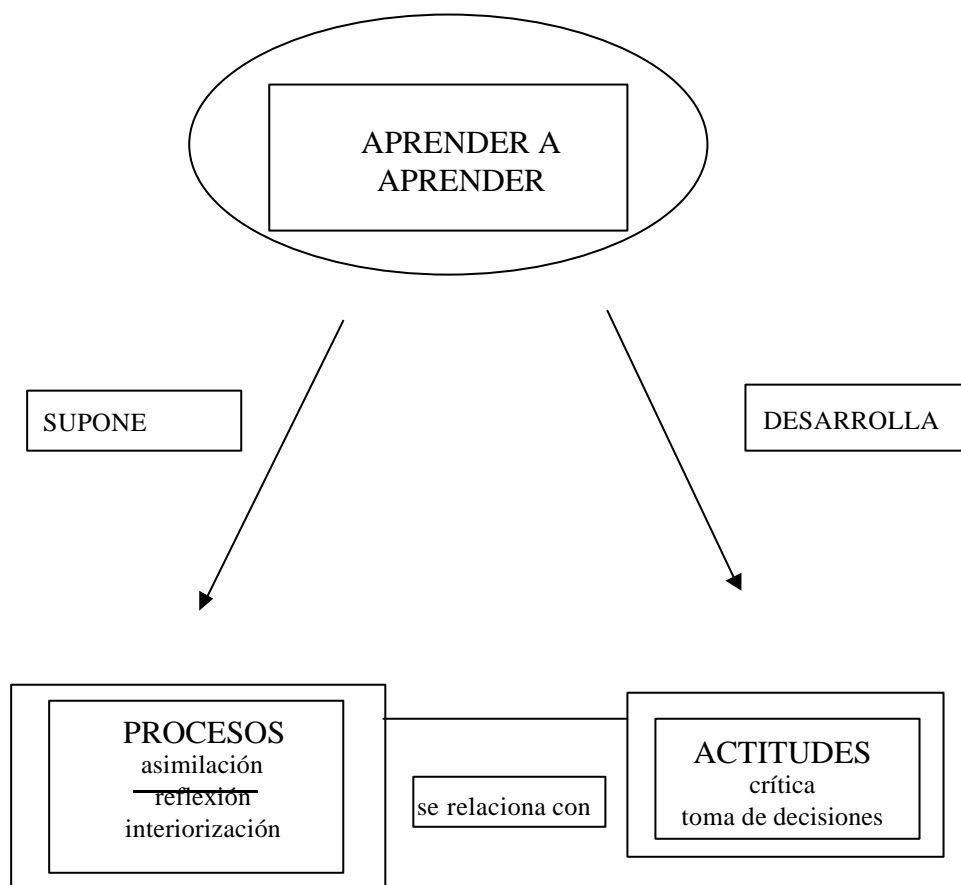 APRENDER A
APRENDER
SUPONE
DESARROLLA
PROCESOS
asimilación
reflexión
interiorización
se relaciona con
ACTITUDES
crítica
toma de decisiones